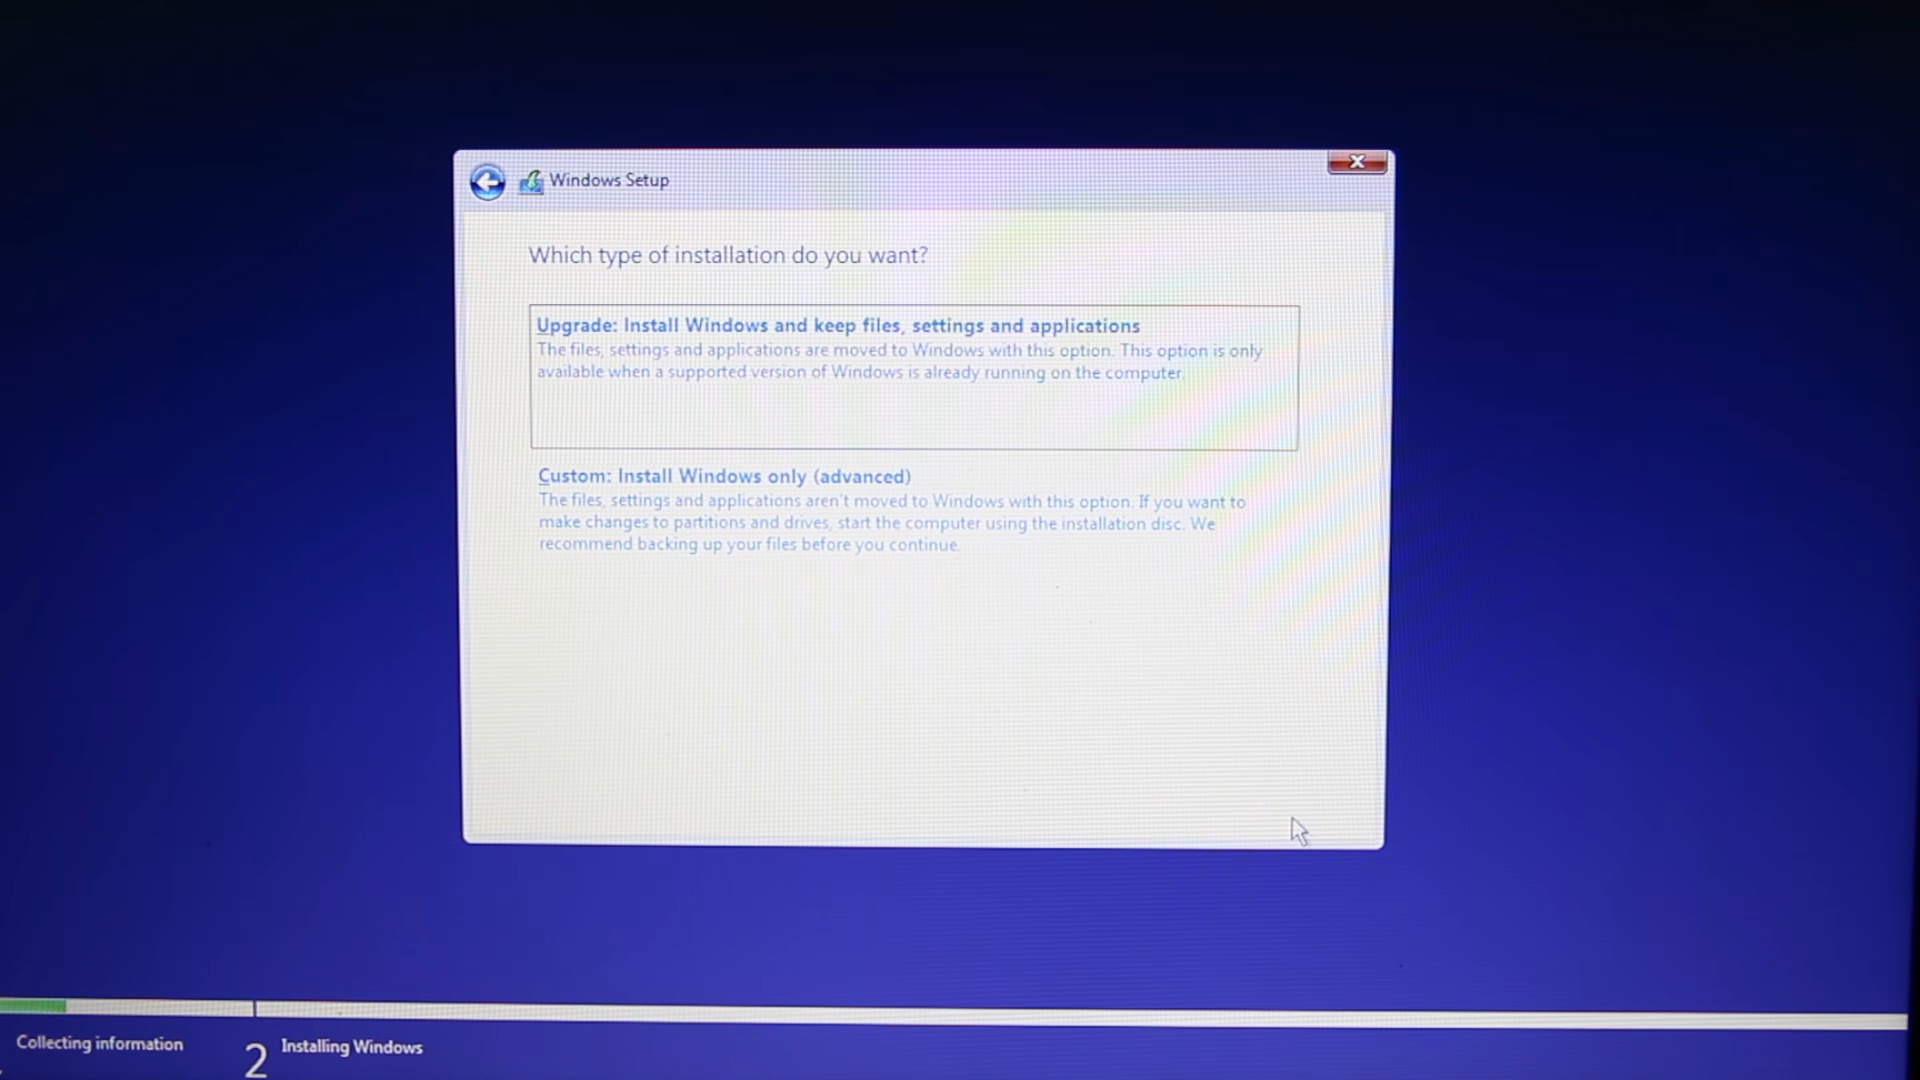 Windows Setup
Which type of installation do you want?
Upgrade: Install Windows and keep files, settings and applications
The files, settings and applications are moved to Windows with this option. This option is only
available when a supported version of Windows is already running on the computer.
Custom: Install Windows only (advanced)
The files, settings and applications aren't moved to Windows with this option. If you want to
make changes to partitions and drives, start the computer using the installation disc. We
recommend backing up your files before you continue.
Collecting information
2 Installing Windows